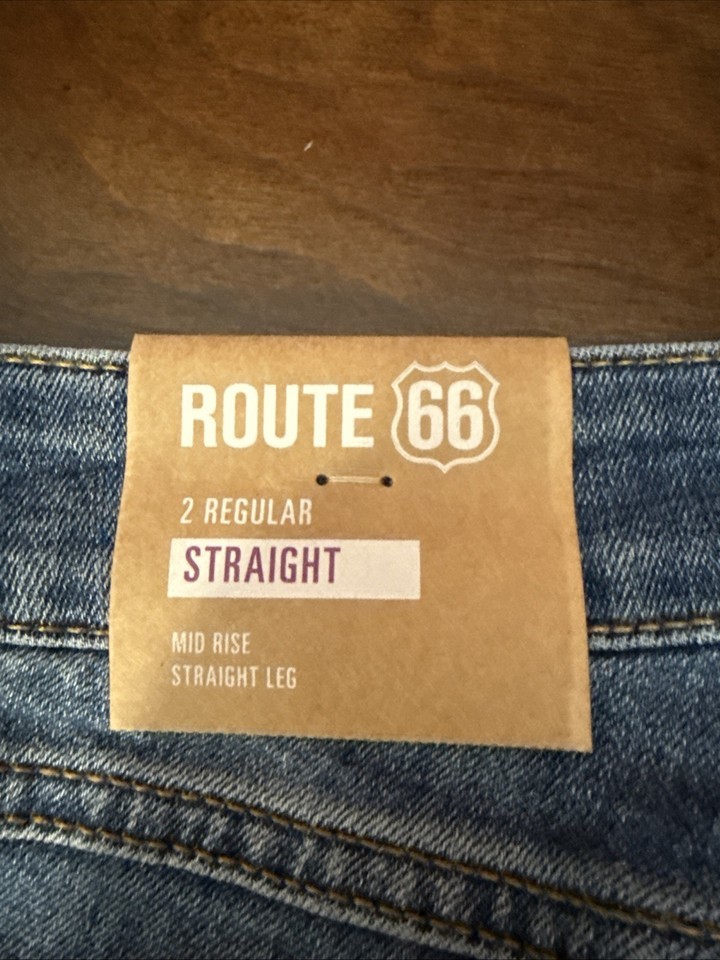 ROUTE 66
2 REGULAR
STRAIGHT
MID RISE
STRAIGHT LEG